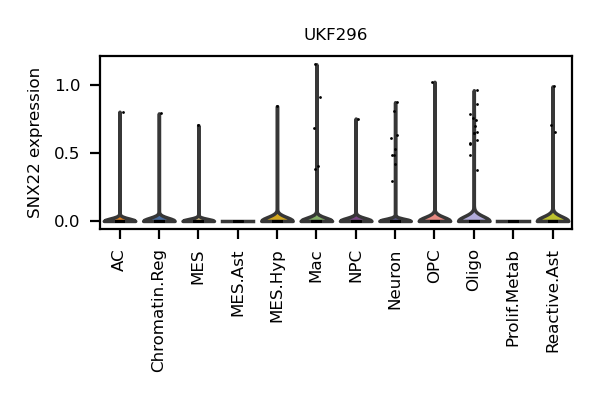 UKF296
SNX22 expression
1.0
0.5
0.0
AC
Chromatin.Reg
MES
MES.Ast
MES.Hyp
Mac
NPC
Neuron
OPC
Oligo
Prolif.Metab
Reactive.Ast